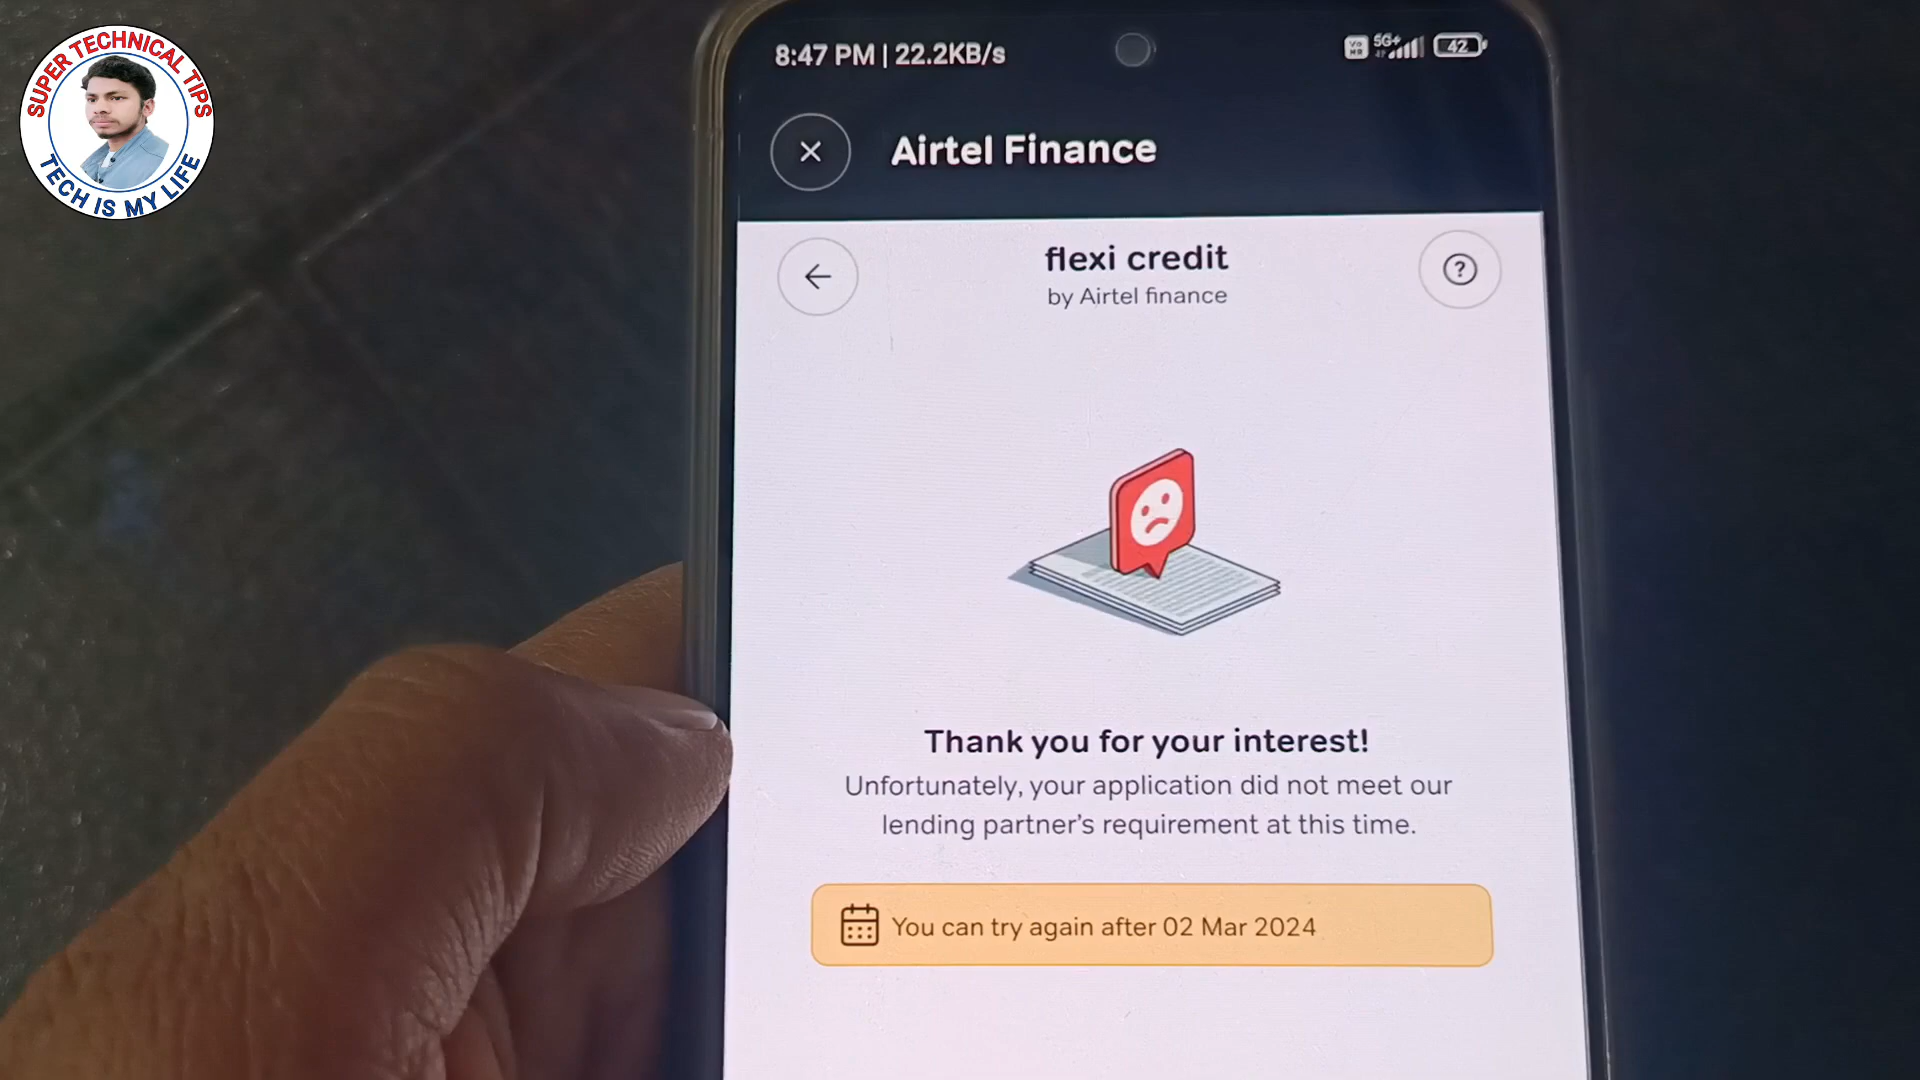 SUPER TECHNICAL TIPS
TECH IS MY LIFE
8:47 PM | 22.2KB/s
5G+
42
Airtel Finance
flexi credit
by Airtel finance
?
Thank you for your interest!
Unfortunately, your application did not meet our
lending partner's requirement at this time.
You can try again after 02 Mar 2024